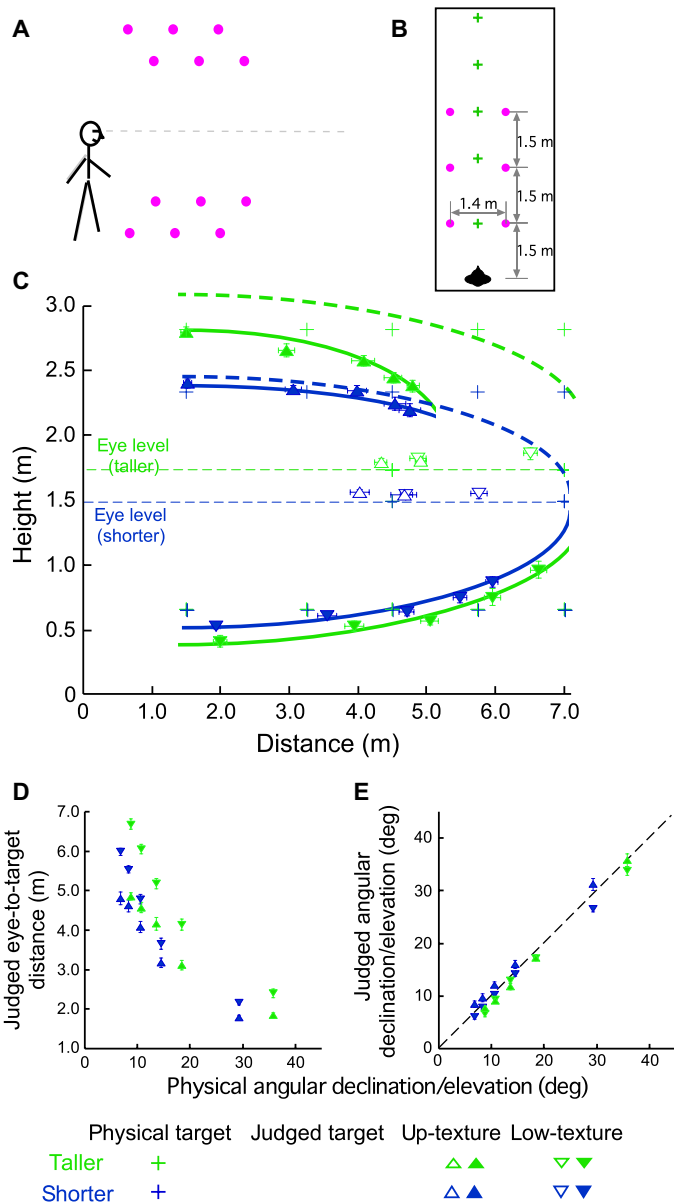 A
B
1.5 m
1.5 m
1.4 m
1.5 m
C
3.0
2.5
2.0
1.5
1.0
0.5
0
Height (m)
Eye level
(taller)
Eye level
(shorter)
0
1.0
2.0
3.0
4.0
5.0
6.0
7.0
Distance (m)
D
7.0
6.0
5.0
4.0
3.0
2.0
1.0
Judged eye-to-target
distance (m)
0
10
20
30
40
E
40
30
20
10
0
Judged angular
declination/elevation (deg)
0
10
20
30
40
Physical angular declination/elevation (deg)
Physical target Judged target Up-texture Low-texture
Taller
Shorter